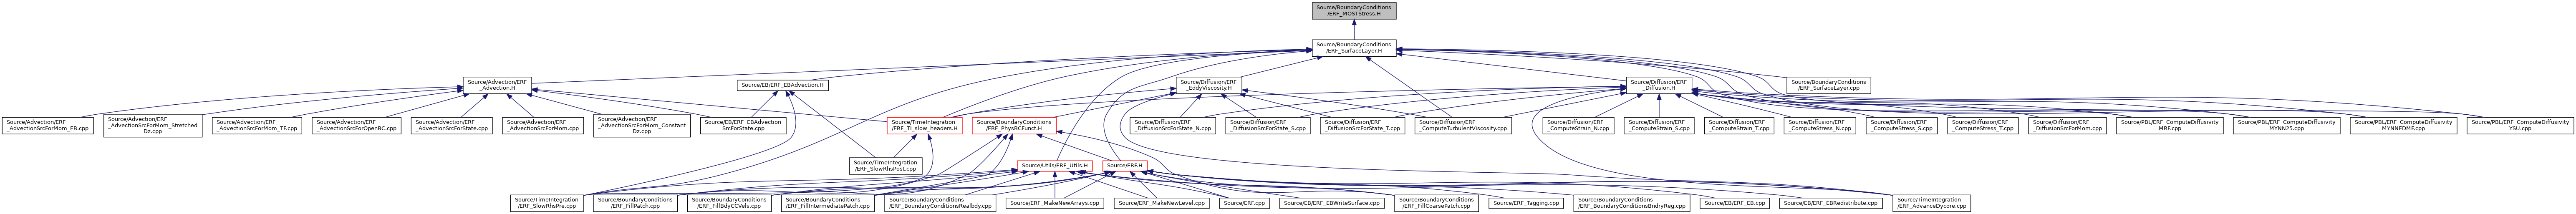 Source/BoundaryConditions
/ERF_MOSTStress.H
Source/BoundaryConditions
/ERF_SurfaceLayer.H
Source/Advection/ERF
_Advection.H
Source/EB/ERF_EBAdvection.H
Source/Diffusion/ERF
_EddyViscosity.H
Source/Diffusion/ERF
_Diffusion.H
Source/BoundaryConditions
/ERF_SurfaceLayer.cpp
Source/Advection/ERF
_AdvectionSrcForMom_EB.cpp
Source/Advection/ERF
_AdvectionSrcForMom_Stretched
Dz.cpp
Source/Advection/ERF
_AdvectionSrcForMom_TF.cpp
Source/Advection/ERF
_AdvectionSrcForOpenBC.cpp
Source/Advection/ERF
_AdvectionSrcForState.cpp
Source/Advection/ERF
_AdvectionSrcForMom.cpp
Source/Advection/ERF
_AdvectionSrcForMom_Constant
Dz.cpp
Source/EB/ERF_EBAdvection
SrcForState.cpp
Source/TimeIntegration
/ERF_TI_slow_headers.H
Source/BoundaryConditions
/ERF_PhysBCFunct.H
Source/Diffusion/ERF
_DiffusionSrcForState_N.cpp
Source/Diffusion/ERF
_DiffusionSrcForState_S.cpp
Source/Diffusion/ERF
_DiffusionSrcForState_T.cpp
Source/Diffusion/ERF
_ComputeTurbulentViscosity.cpp
Source/Diffusion/ERF
_ComputeStrain_N.cpp
Source/Diffusion/ERF
_ComputeStrain_S.cpp
Source/Diffusion/ERF
_ComputeStrain_T.cpp
Source/Diffusion/ERF
_ComputeStress_N.cpp
Source/Diffusion/ERF
_ComputeStress_S.cpp
Source/Diffusion/ERF
_ComputeStress_T.cpp
Source/Diffusion/ERF
_DiffusionSrcForMom.cpp
Source/PBL/ERF_ComputeDiffusivity
MRF.cpp
Source/PBL/ERF_ComputeDiffusivity
MYNN25.cpp
Source/PBL/ERF_ComputeDiffusivity
MYNNEDMF.cpp
Source/PBL/ERF_ComputeDiffusivity
YSU.cpp
Source/TimeIntegration
/ERF_SlowRhsPost.cpp
Source/Utils/ERF_Utils.H
Source/ERF.H
Source/TimeIntegration
/ERF_SlowRhsPre.cpp
Source/BoundaryConditions
/ERF_FillPatch.cpp
Source/BoundaryConditions
/ERF_FillBdyCCVels.cpp
Source/BoundaryConditions
/ERF_FillIntermediatePatch.cpp
Source/BoundaryConditions
/ERF_BoundaryConditionsRealbdy.cpp
Source/ERF_MakeNewArrays.cpp
Source/ERF_MakeNewLevel.cpp
Source/ERF.cpp
Source/EB/ERF_EBWriteSurface.cpp
Source/BoundaryConditions
/ERF_FillCoarsePatch.cpp
Source/ERF_Tagging.cpp
Source/BoundaryConditions
/ERF_BoundaryConditionsBndryReg.cpp
Source/EB/ERF_EB.cpp
Source/EB/ERF_EBRedistribute.cpp
Source/TimeIntegration
/ERF_AdvanceDycore.cpp